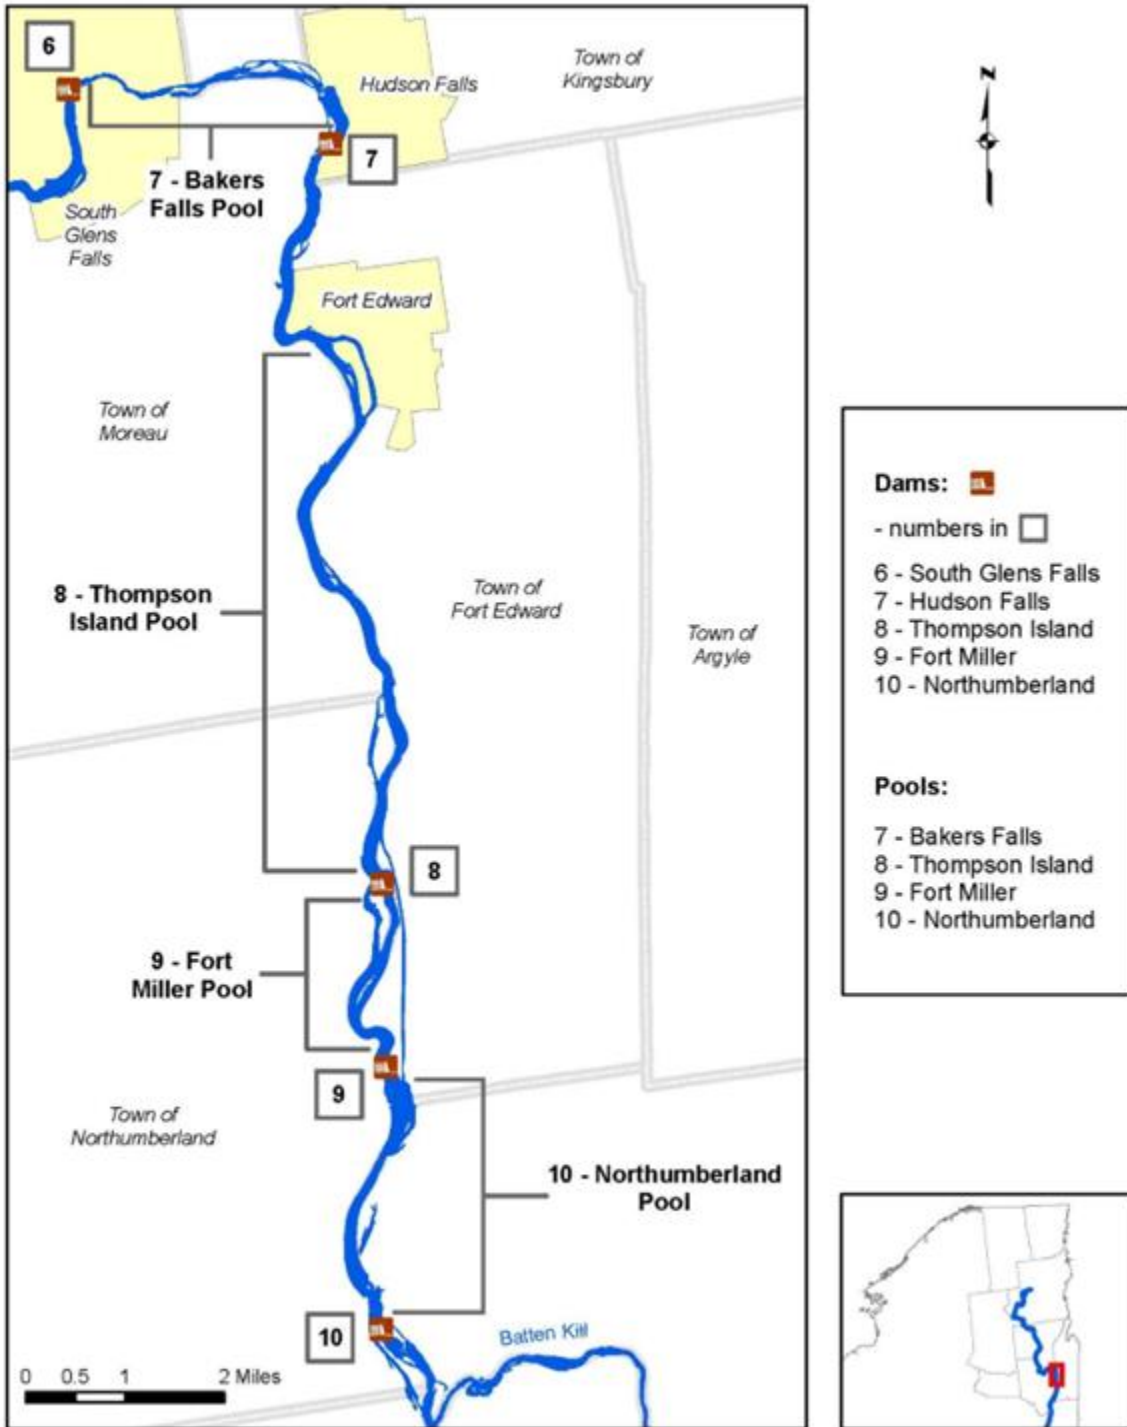 6
Hudson Falls
Town of
Kingsbury
7
7 - Bakers
Falls Pool
South
Glens
Falls
Fort Edward
Town of
Moreau
8 - Thompson
Island Pool
Town of
Fort Edward
Town of
Argyle
8
9 - Fort
Miller Pool
9
Town of
Northumberland
10 - Northumberland
Pool
10
Batten Kill
0 0.5 1 2 Miles
N
Dams:
- numbers in
6 - South Glens Falls
7 - Hudson Falls
8 - Thompson Island
9 - Fort Miller
10 - Northumberland
Pools:
7 - Bakers Falls
8 - Thompson Island
9 - Fort Miller
10 - Northumberland